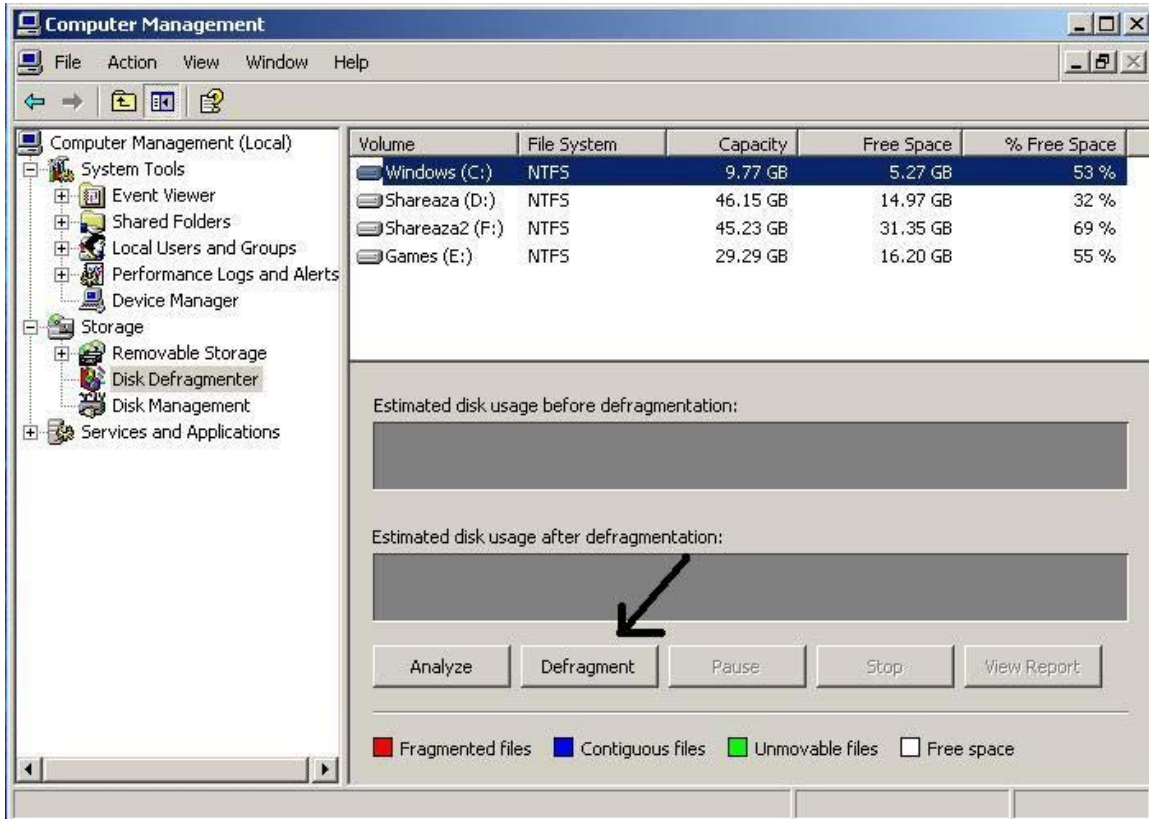 Computer Management
File Action View Window Help
Computer Management (Local)
System Tools
Event Viewer
Shared Folders
Local Users and Groups
Performance Logs and Alerts
Device Manager
Storage
Removable Storage
Disk Defragmenter
Disk Management
Services and Applications
Volume File System Capacity Free Space % Free Space
Windows (C:) NTFS 9.77 GB 5.27 GB 53 %
Shareaza (D:) NTFS 46.15 GB 14.97 GB 32 %
Shareaza2 (F:) NTFS 45.23 GB 31.35 GB 69 %
Games (E:) NTFS 29.29 GB 16.20 GB 55 %
Estimated disk usage before defragmentation:
Estimated disk usage after defragmentation:
Analyze Defragment Pause Stop View Report
Fragmented files Contiguous files Unmovable files Free space